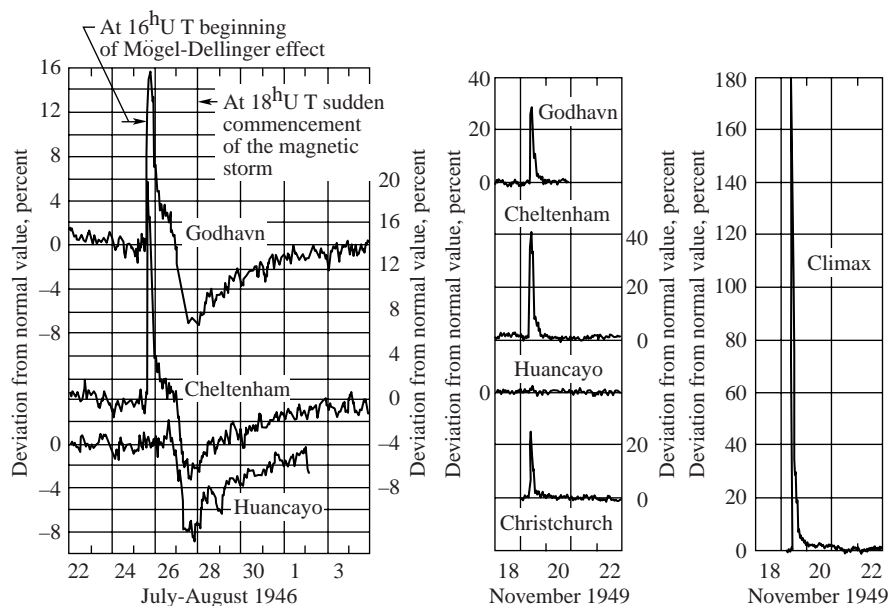 At 16hU T beginning
of Mögel-Dellinger effect
At 18hU T sudden
commencement
of the magnetic
storm
Deviation from normal value, percent
16
12
8
4
0
–4
–8
0
–4
–8
Godhavn
Cheltenham
Huancayo
20
16
12
8
4
0
–4
–8
Deviation from normal value, percent
22 24 26 28 30 1 3
July-August 1946
Deviation from normal value, percent
40
20
0
0
Godhavn
Cheltenham
Huancayo
Christchurch
40
20
0
20
0
Deviation from normal value, percent
18 20 22
November 1949
Deviation from normal value, percent
180
160
140
120
180
80
60
40
20
0
Climax
18 20 22
November 1949